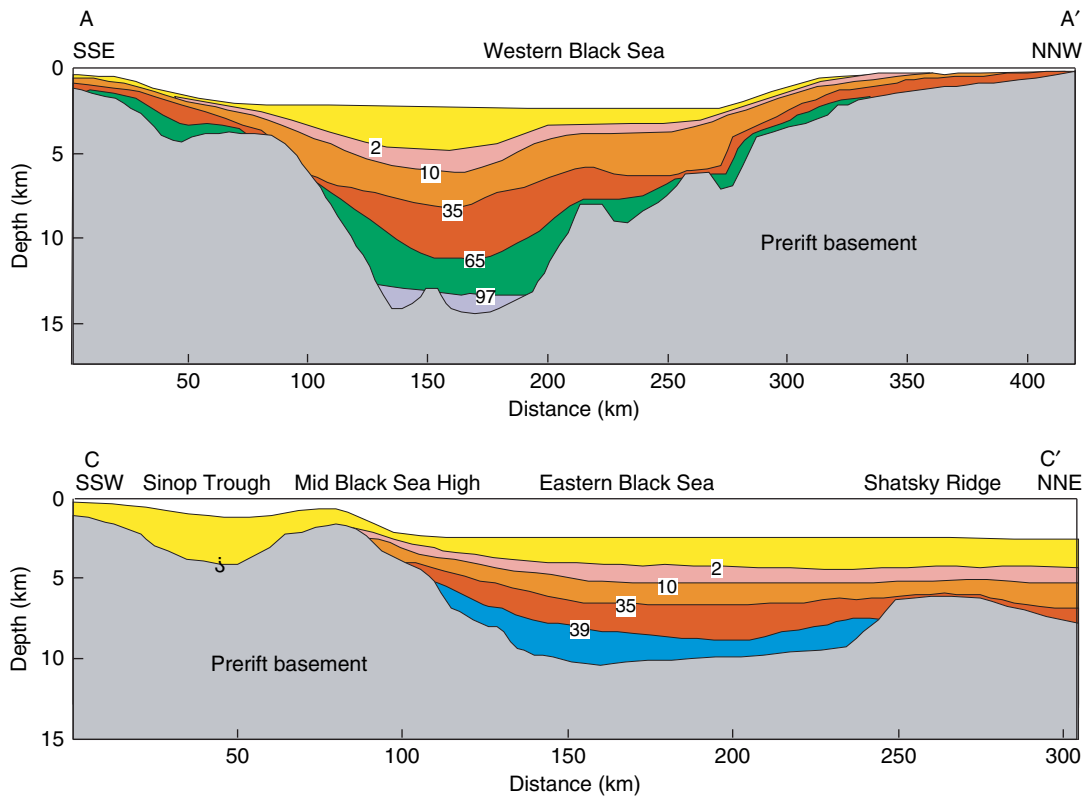 A A′
SSE Western Black Sea NNW
0
5
10
15
Depth (km)
2
10
35
65
97
Prerift basement
50 100 150 200 250 300 350 400
Distance (km)
C C′
SSW Sinop Trough Mid Black Sea High Eastern Black Sea Shatsky Ridge NNE
0
5
10
15
Depth (km)
¿
2
10
35
39
Prerift basement
50 100 150 200 250 300
Distance (km)